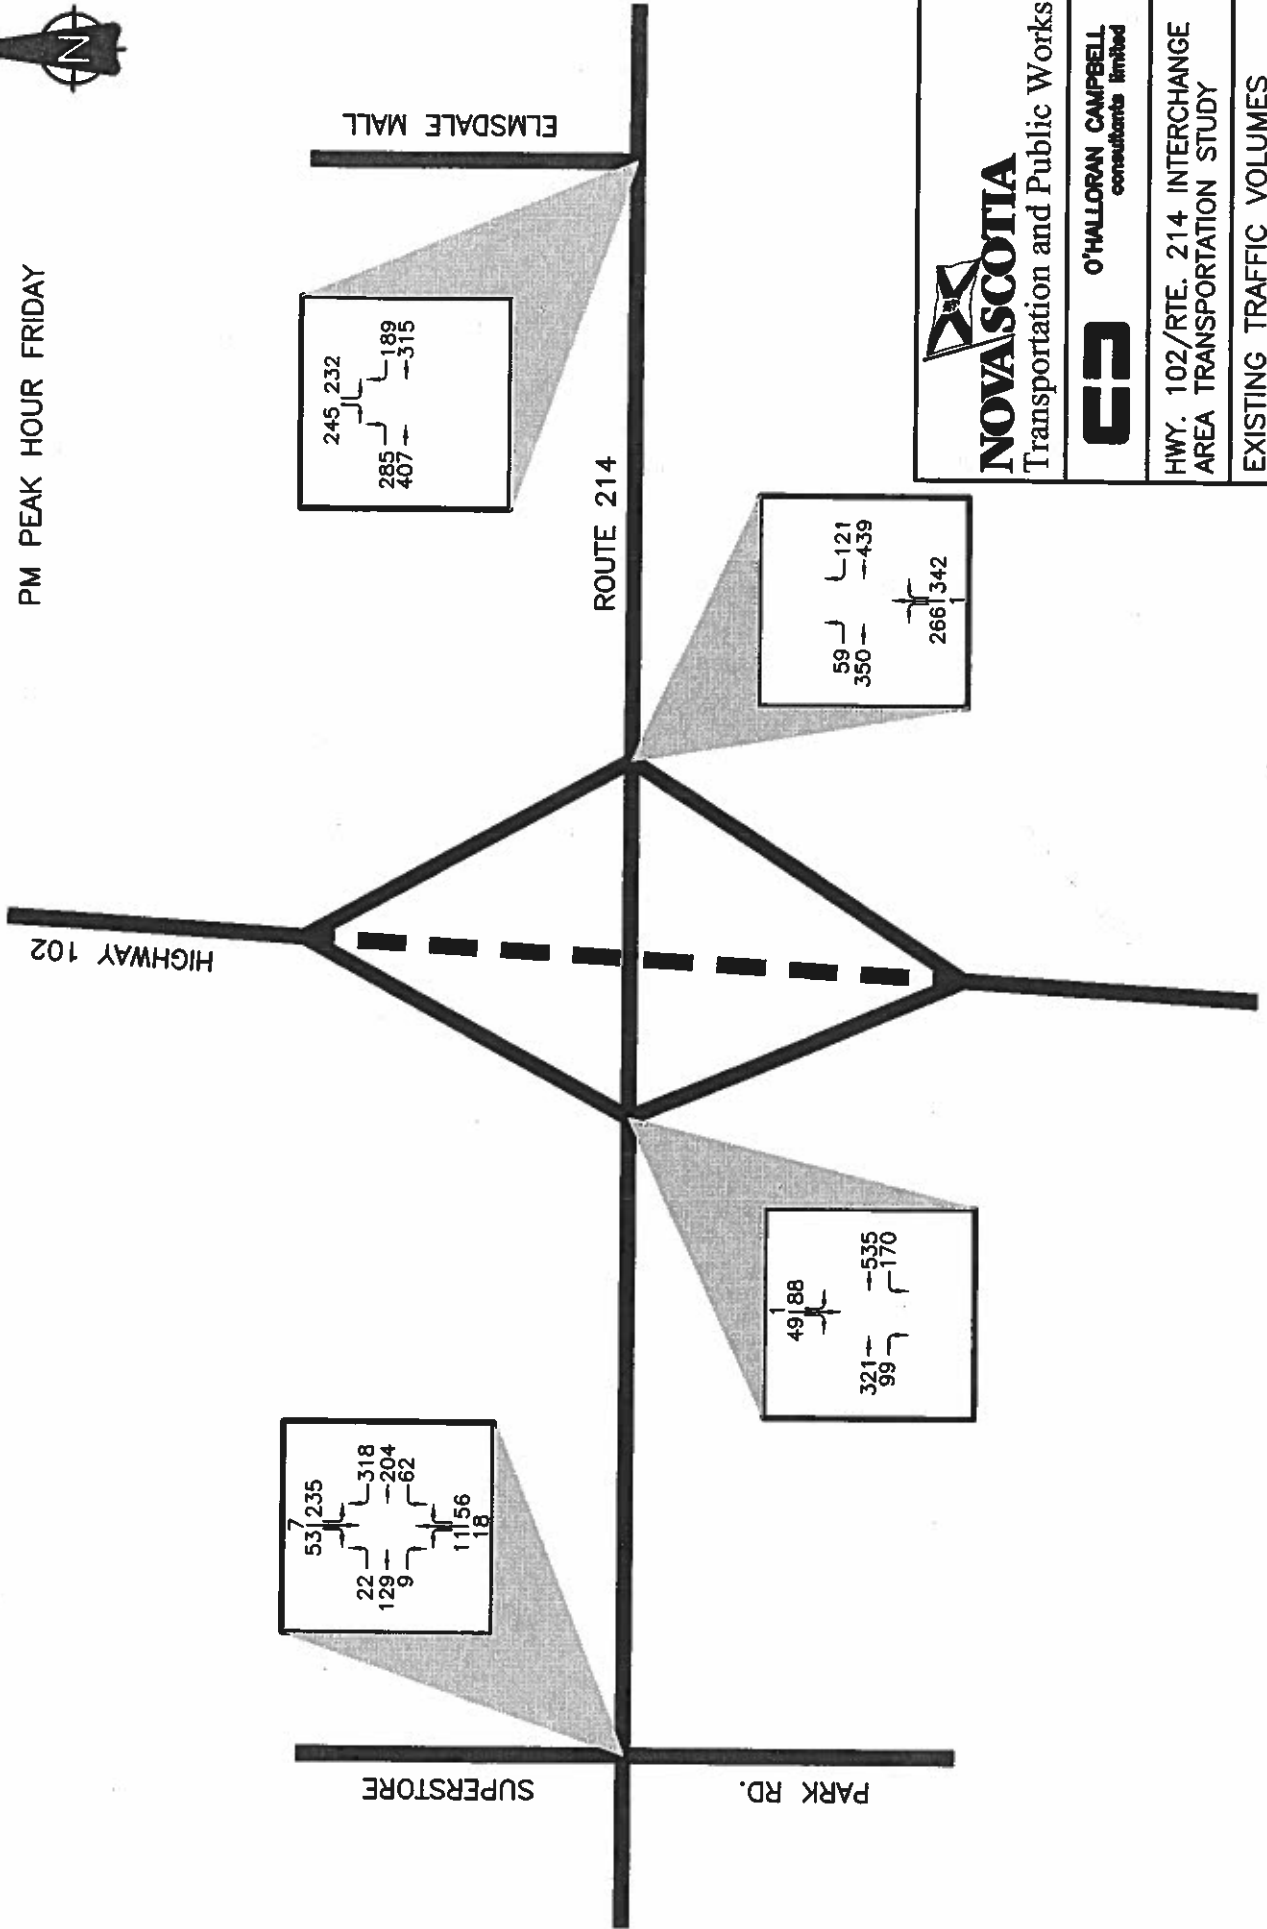 PM PEAK HOUR FRIDAY
N
HIGHWAY 102
ELMSDALE MALL
245 232
285 189
407 315
ROUTE 214
59 121
350 439
266 342
1
1
49 88
321 535
99 170
7
53 235
22 318
129 204
9 62
11 56
18
SUPERSTORE
PARK RD.
NOVA SCOTIA
Transportation and Public Works
O'HALLORAN CAMPBELL
consultants limited
HWY. 102/RTE. 214 INTERCHANGE
AREA TRANSPORTATION STUDY
EXISTING TRAFFIC VOLUMES